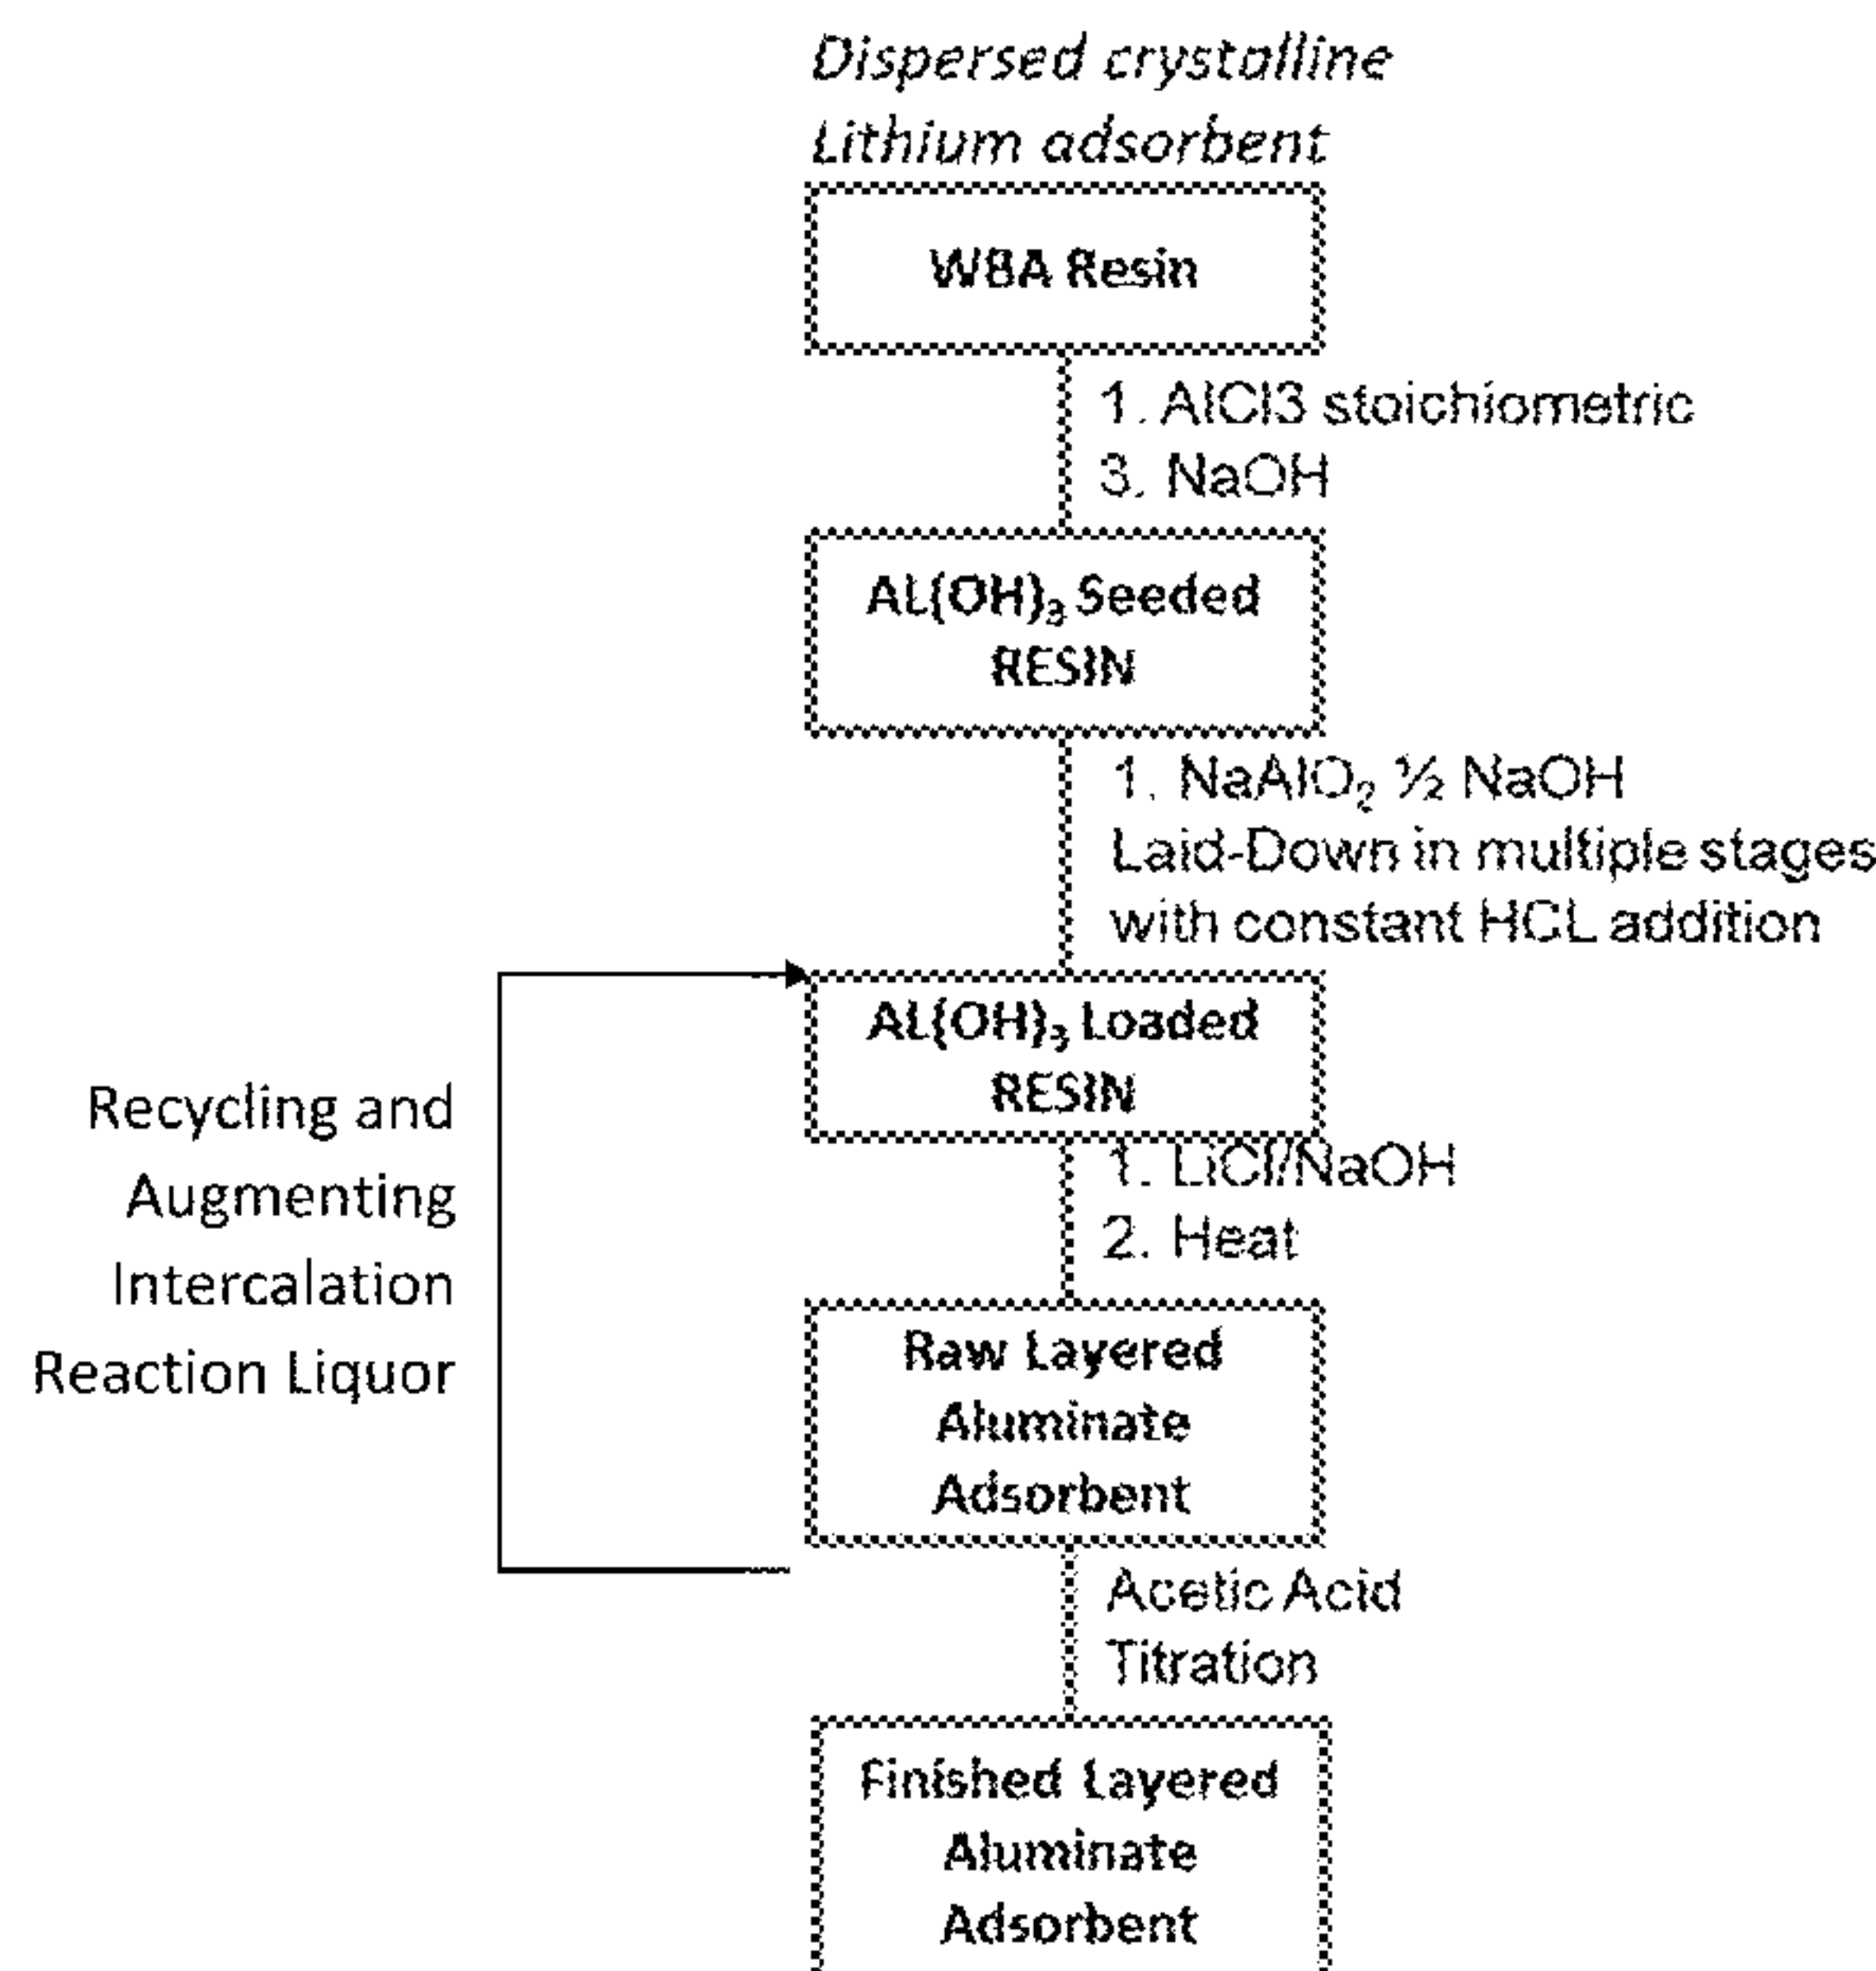 Dispersed crystalline
Lithium adsorbent
WBA Resin
1. AlCl3 stoichiometric
3. NaOH
AL(OH)₃ Seeded
RESIN
1. NaAlO₂ ½ NaOH
Laid-Down in multiple stages
with constant HCL addition
AL(OH)₃ Loaded
RESIN
Recycling and
Augmenting
Intercalation
Reaction Liquor
1. LiCl/NaOH
2. Heat
Raw Layered
Aluminate
Adsorbent
Acetic Acid
Titration
Finished Layered
Aluminate
Adsorbent